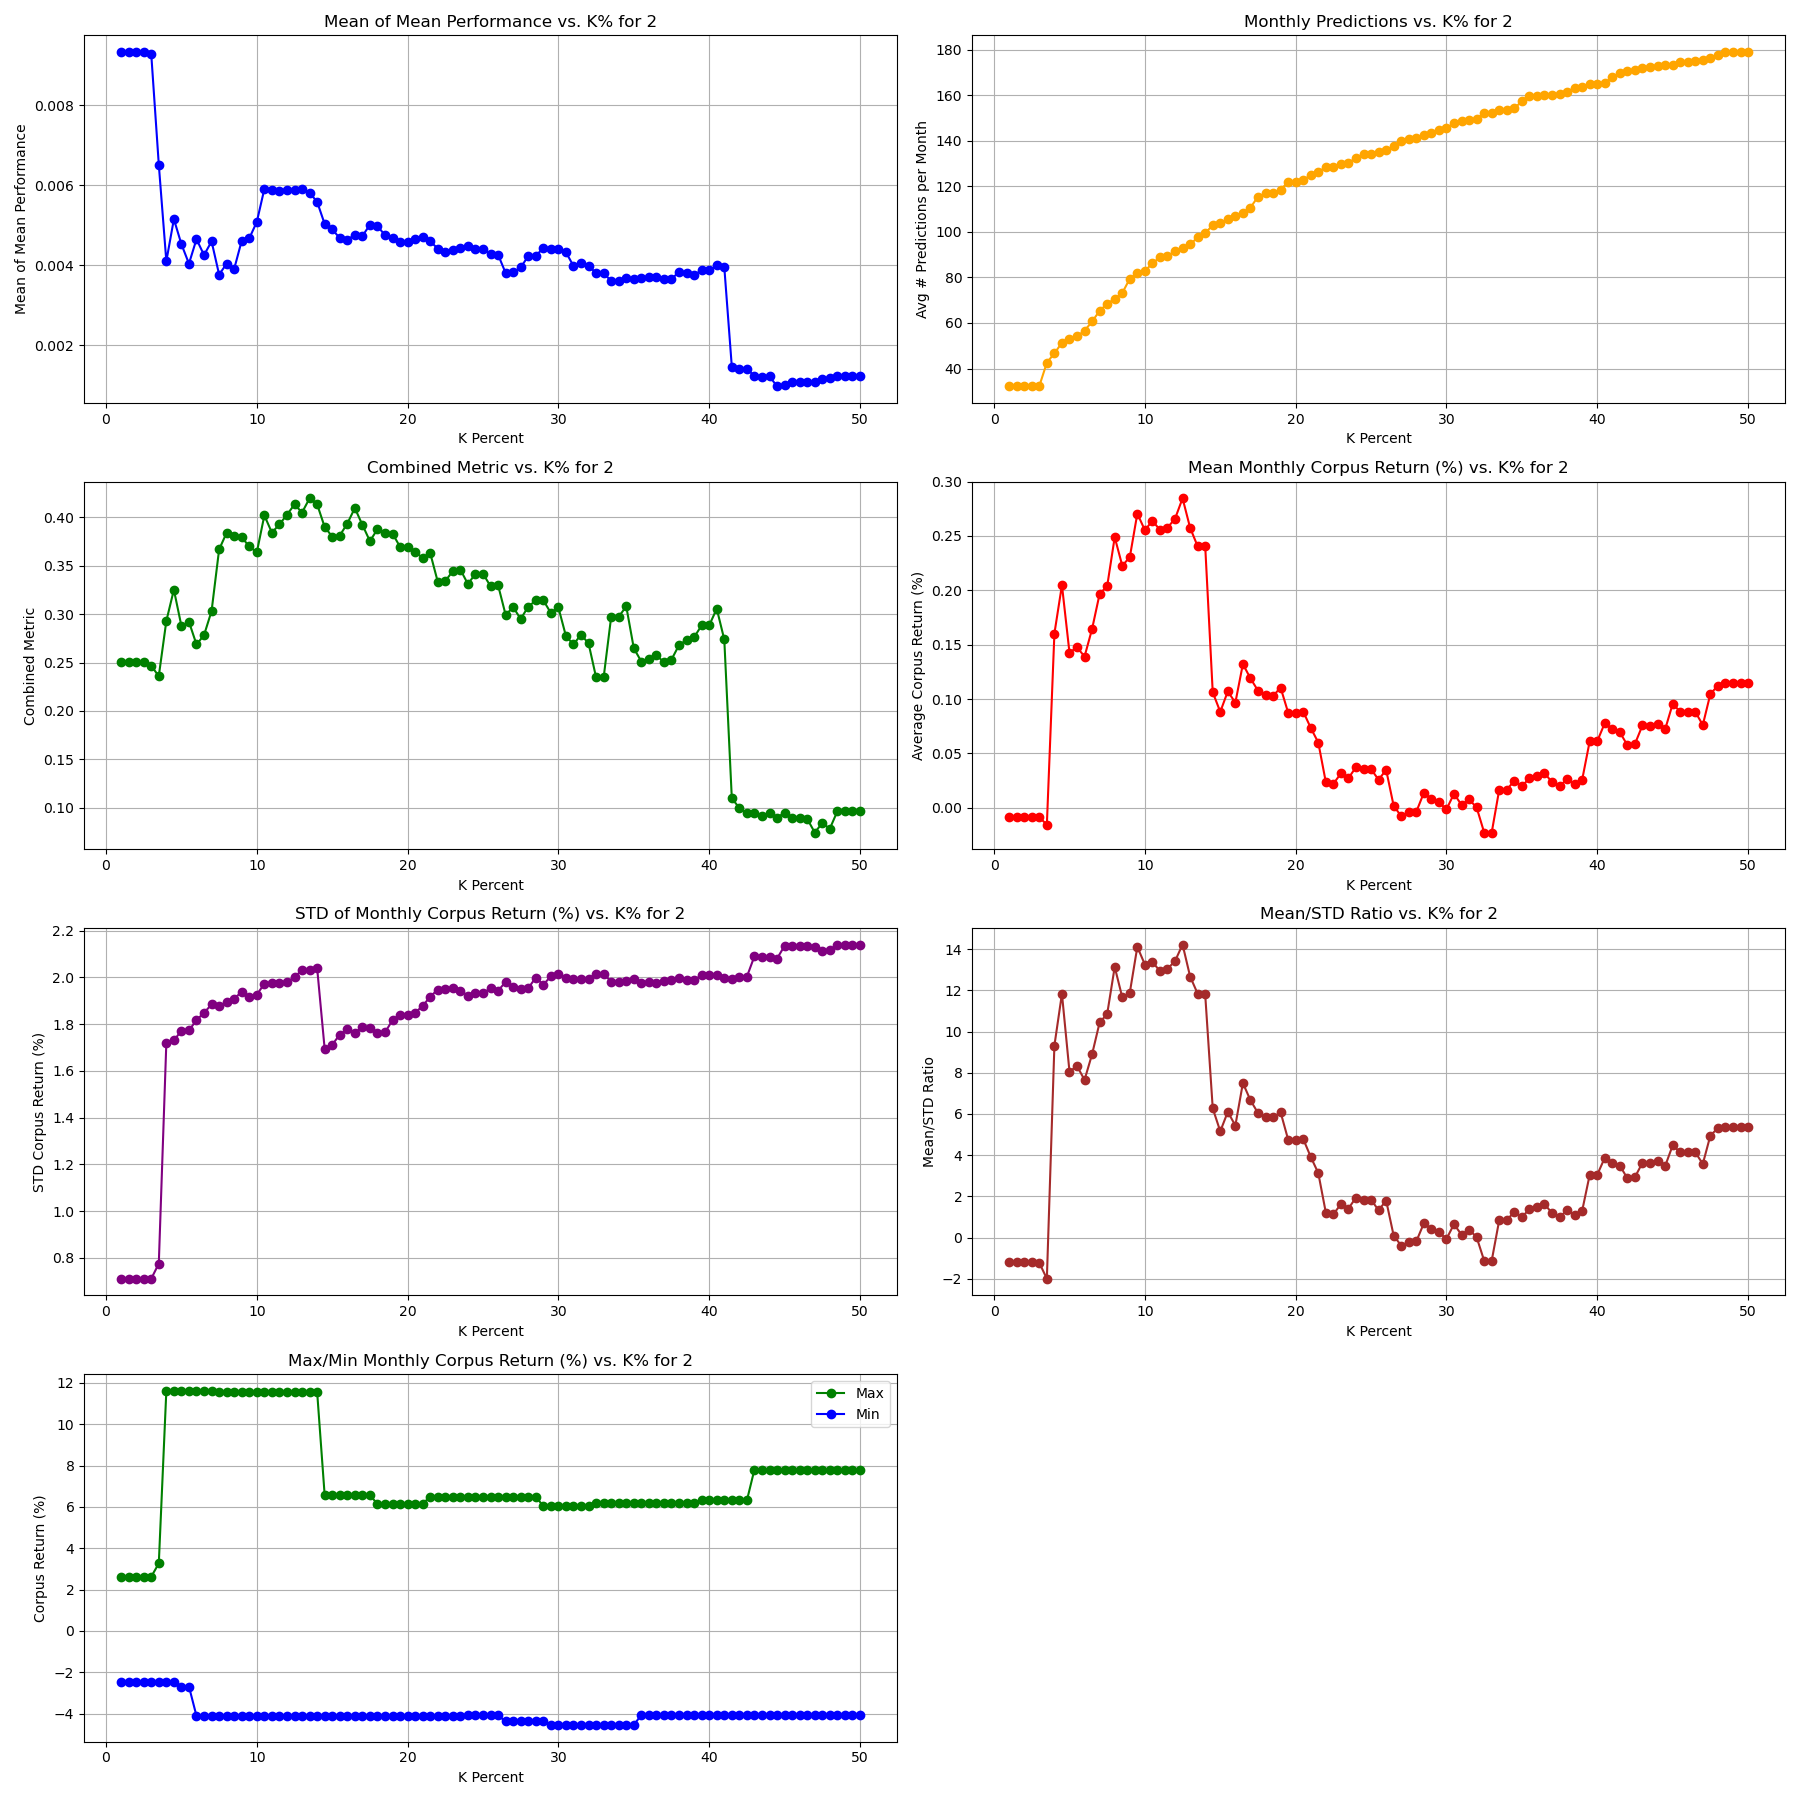 Mean of Mean Performance vs. K% for 2
Mean of Mean Performance
0.008
0.006
0.004
0.002
0 10 20 30 40 50
K Percent
Monthly Predictions vs. K% for 2
Avg # Predictions per Month
180
160
140
120
100
80
60
40
0 10 20 30 40 50
K Percent
Combined Metric vs. K% for 2
Combined Metric
0.40
0.35
0.30
0.25
0.20
0.15
0.10
0 10 20 30 40 50
K Percent
Mean Monthly Corpus Return (%) vs. K% for 2
Average Corpus Return (%)
0.30
0.25
0.20
0.15
0.10
0.05
0.00
0 10 20 30 40 50
K Percent
STD of Monthly Corpus Return (%) vs. K% for 2
STD Corpus Return (%)
2.2
2.0
1.8
1.6
1.4
1.2
1.0
0.8
0 10 20 30 40 50
K Percent
Mean/STD Ratio vs. K% for 2
Mean/STD Ratio
14
12
10
8
6
4
2
0
−2
0 10 20 30 40 50
K Percent
Max/Min Monthly Corpus Return (%) vs. K% for 2
Corpus Return (%)
12
10
8
6
4
2
0
−2
−4
Max
Min
0 10 20 30 40 50
K Percent